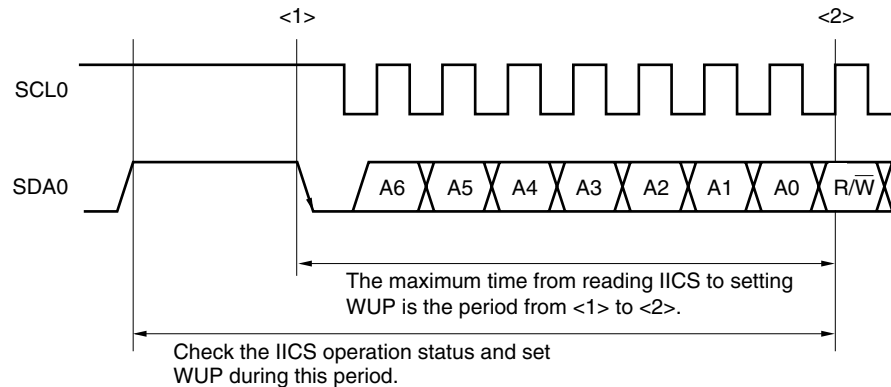 <1> <2>
SCL0
SDA0 A6 A5 A4 A3 A2 A1 A0 R/W̅
The maximum time from reading IICS to setting
WUP is the period from <1> to <2>.
Check the IICS operation status and set
WUP during this period.